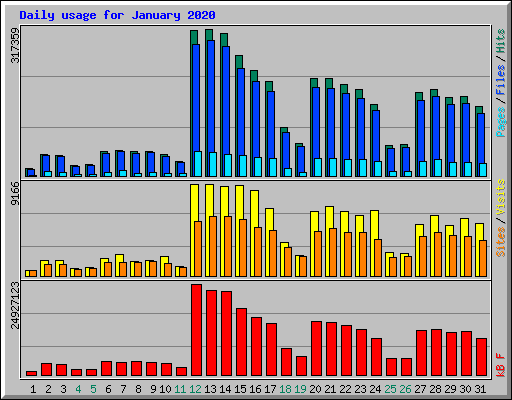 Daily usage for January 2020
317359
Pages/Files/Hits
9166
Sites/Visits
24927123
kB F
1 2 3 4 5 6 7 8 9 10 11 12 13 14 15 16 17 18 19 20 21 22 23 24 25 26 27 28 29 30 31